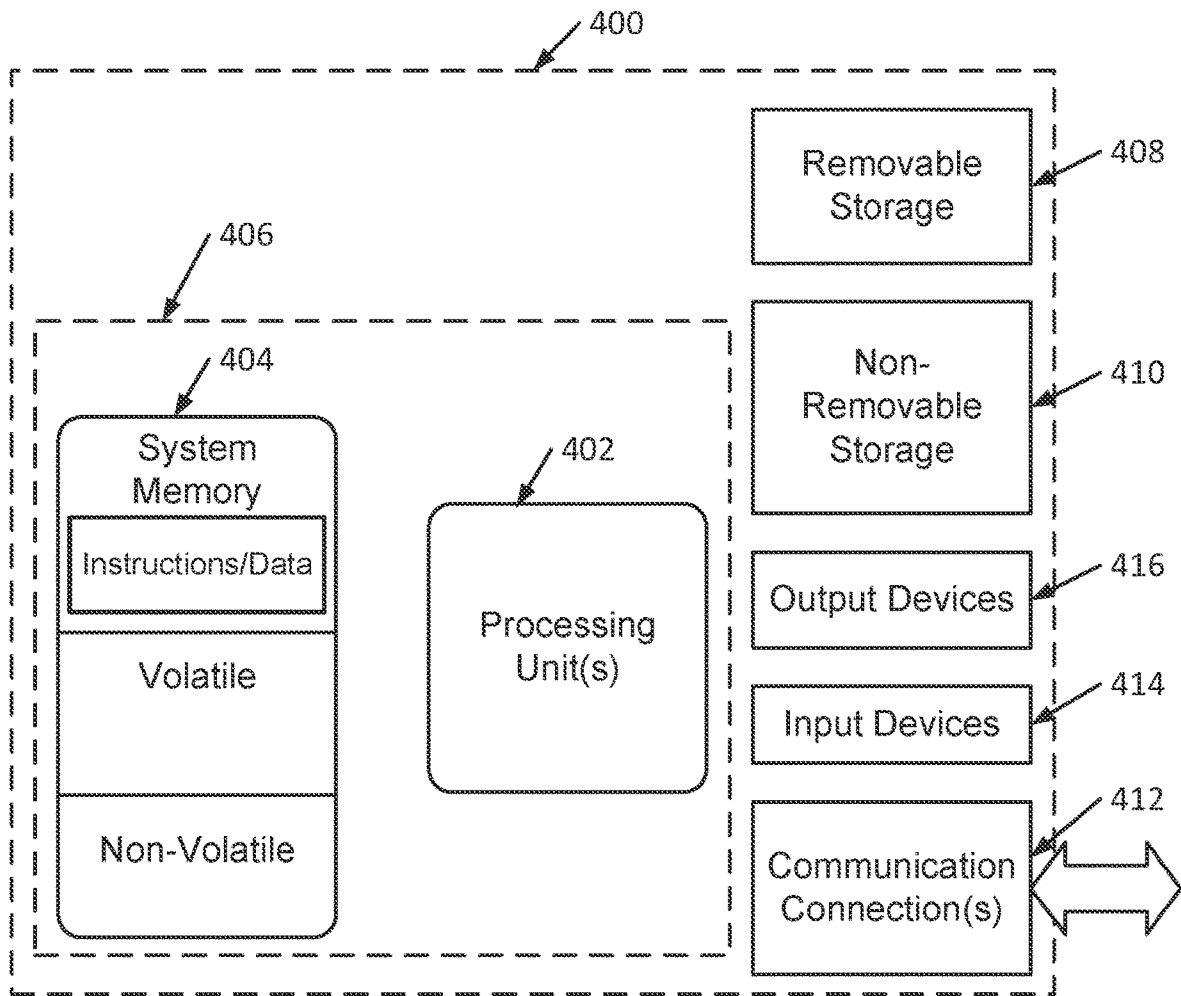 400
Removable
Storage
408
406
Non-
Removable
Storage
410
404
System
Memory
Instructions/Data
Volatile
Non-Volatile
402
Processing
Unit(s)
Output Devices
416
Input Devices
414
Communication
Connection(s)
412